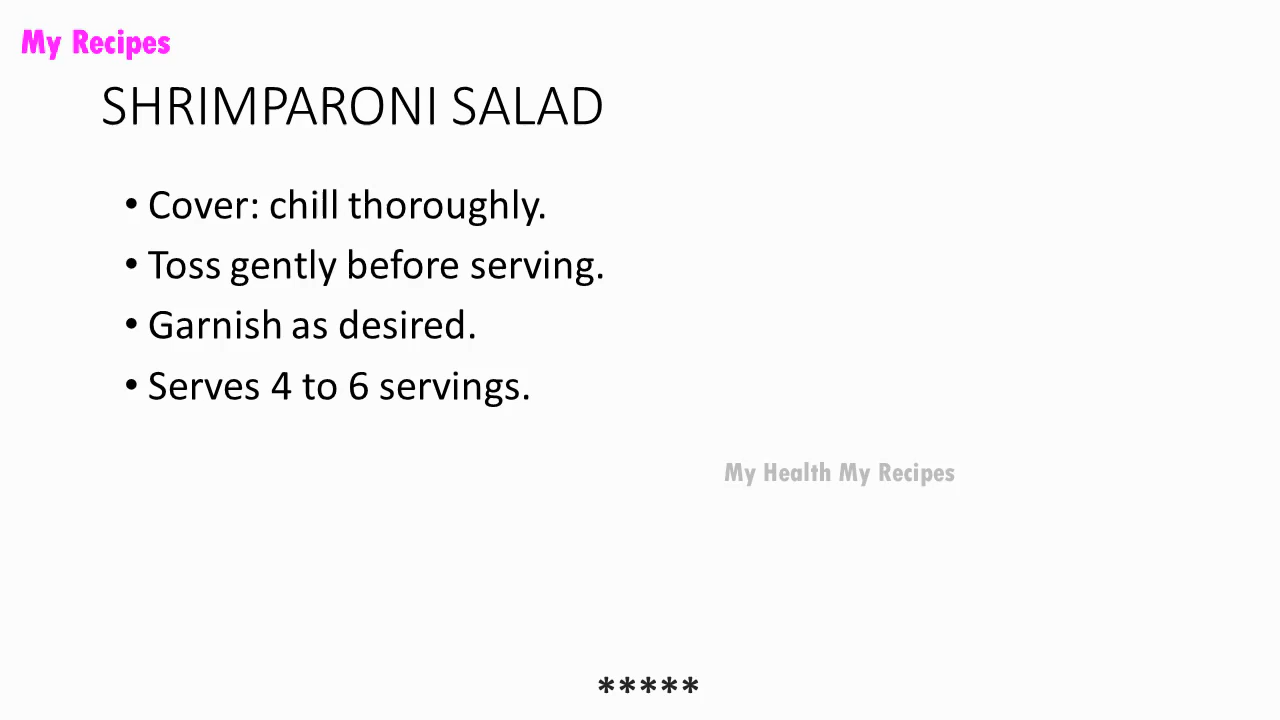 My Recipes
SHRIMPARONI SALAD
• Cover: chill thoroughly.
• Toss gently before serving.
• Garnish as desired.
• Serves 4 to 6 servings.
My Health My Recipes
*****